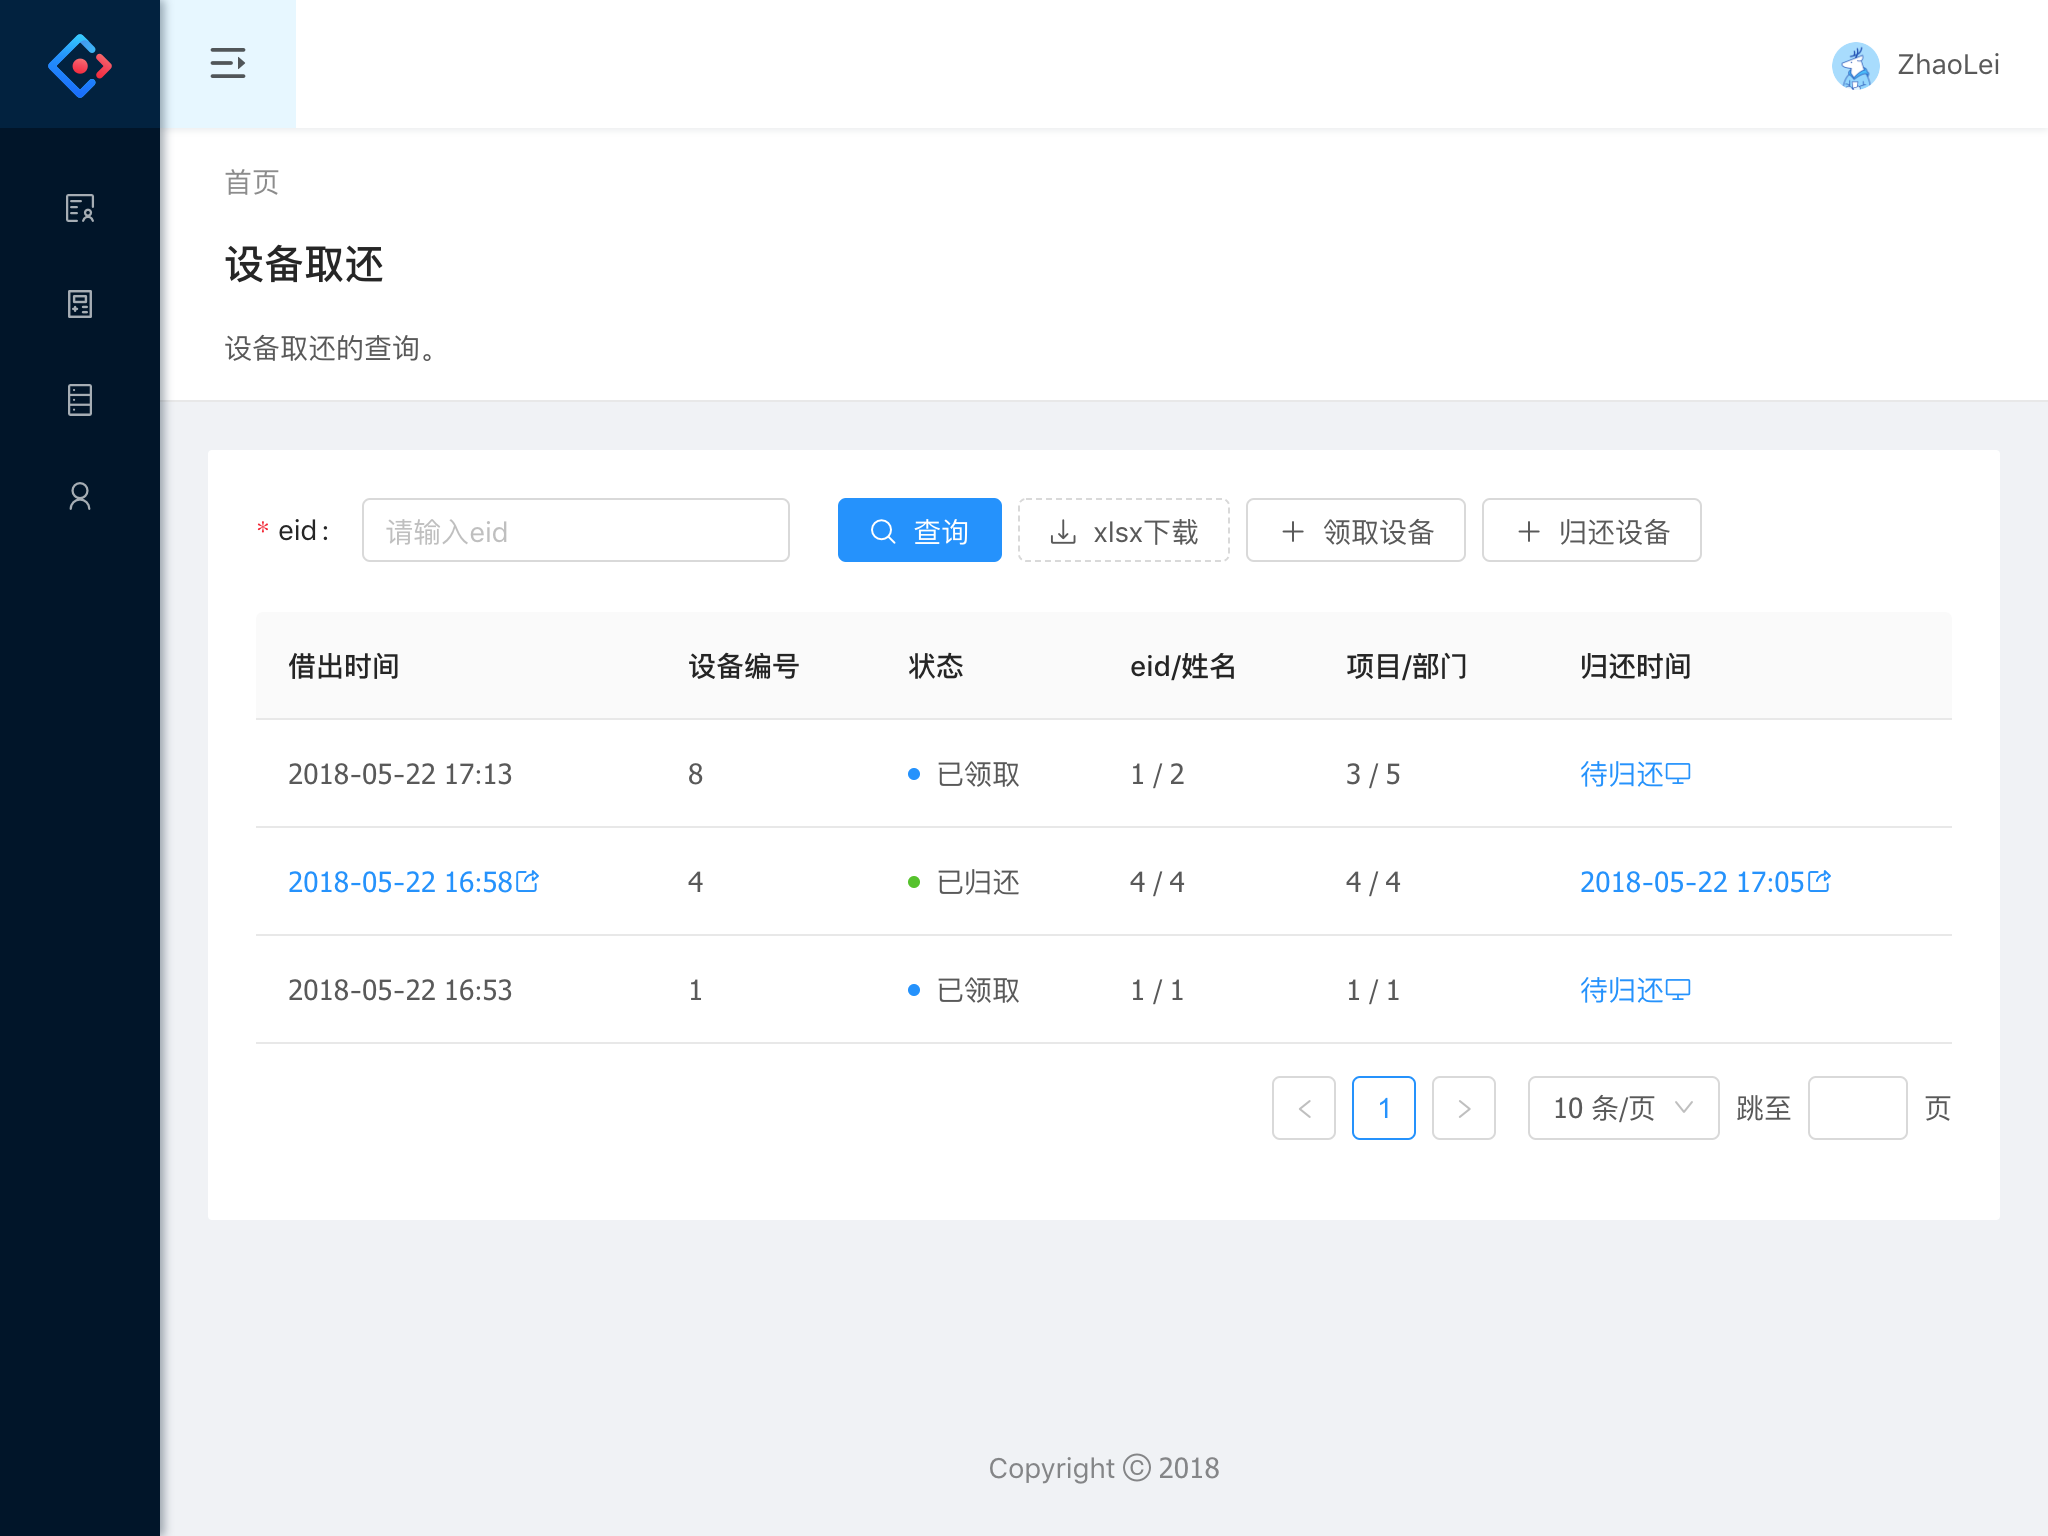 ZhaoLei
首页
设备取还
设备取还的查询。
* eid : 请输入eid 查询 xlsx下载 领取设备 归还设备
借出时间 设备编号 状态 eid/姓名 项目/部门 归还时间
2018-05-22 17:13 8 已领取 1 / 2 3 / 5 待归还
2018-05-22 16:58 4 已归还 4 / 4 4 / 4 2018-05-22 17:05
2018-05-22 16:53 1 已领取 1 / 1 1 / 1 待归还
1 10 条/页 跳至 页
Copyright © 2018